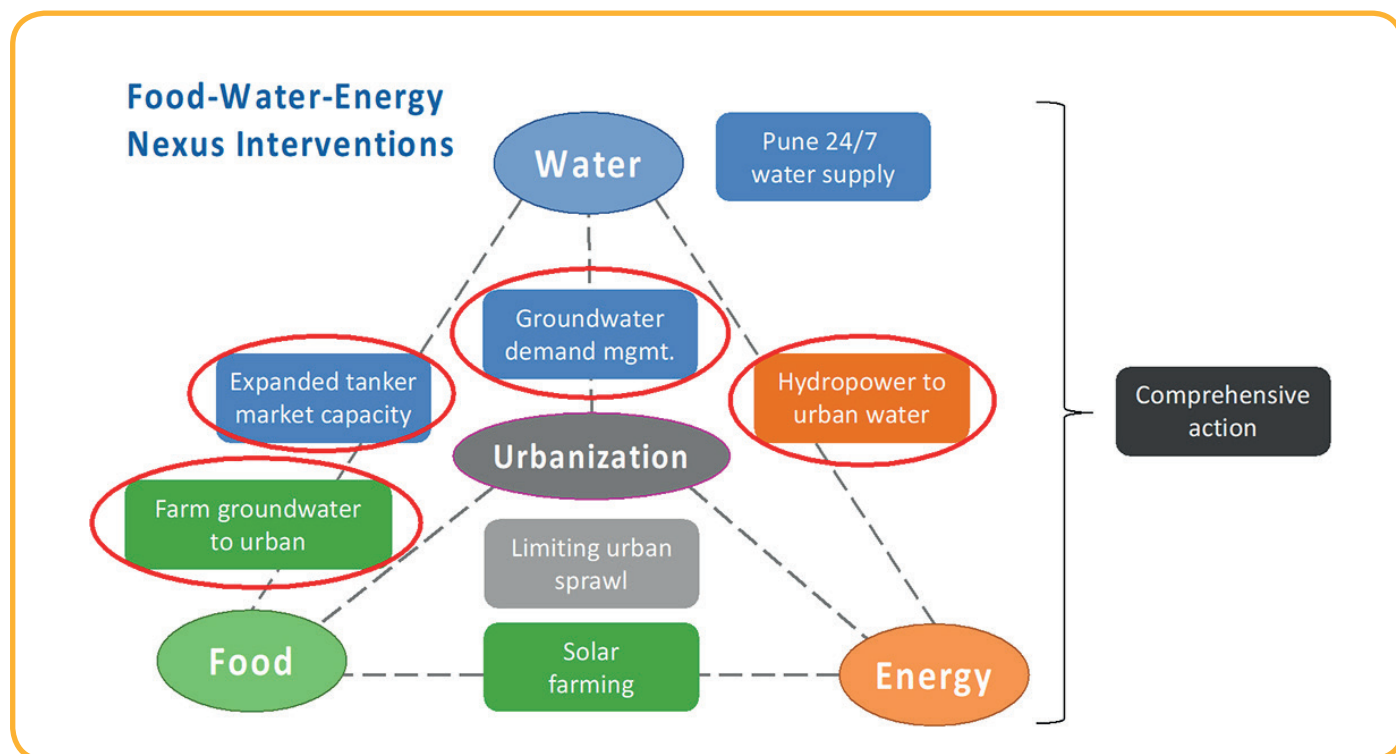 Food-Water-Energy
Nexus Interventions
Water
Pune 24/7
water supply
Groundwater
demand mgmt.
Expanded tanker
market capacity
Hydropower to
urban water
Comprehensive
action
Urbanization
Farm groundwater
to urban
Limiting urban
sprawl
Food
Solar
farming
Energy